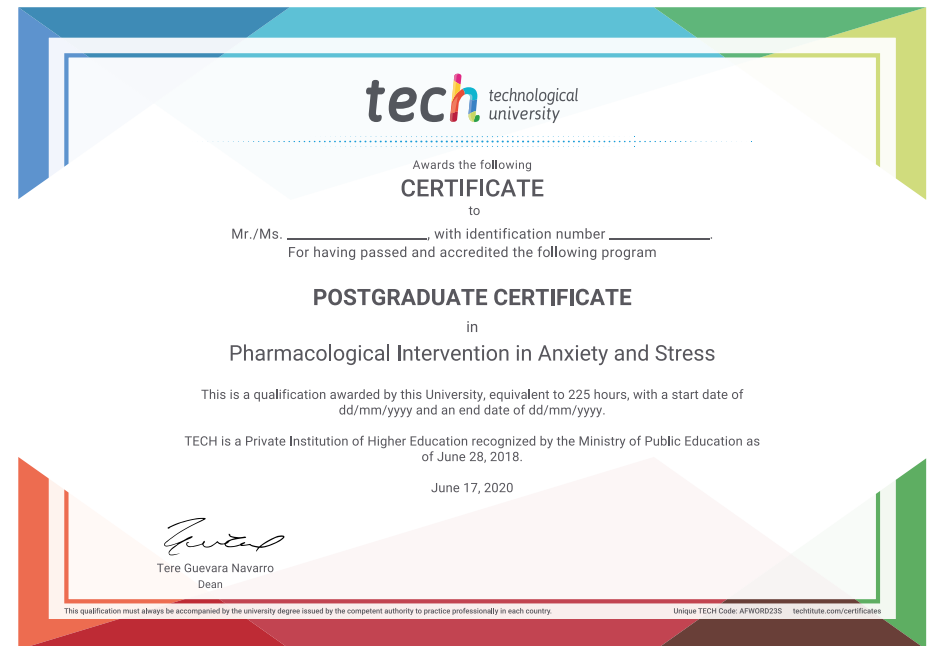 tech technological
university
Awards the following
CERTIFICATE
to
Mr./Ms. ____________________, with identification number ______________.
For having passed and accredited the following program
POSTGRADUATE CERTIFICATE
in
Pharmacological Intervention in Anxiety and Stress
This is a qualification awarded by this University, equivalent to 225 hours, with a start date of
dd/mm/yyyy and an end date of dd/mm/yyyy.
TECH is a Private Institution of Higher Education recognized by the Ministry of Public Education as
of June 28, 2018.
June 17, 2020
Tere Guevara Navarro
Dean
This qualification must always be accompanied by the university degree issued by the competent authority to practice professionally in each country.
Unique TECH Code: AFWORD23S techtitute.com/certificates